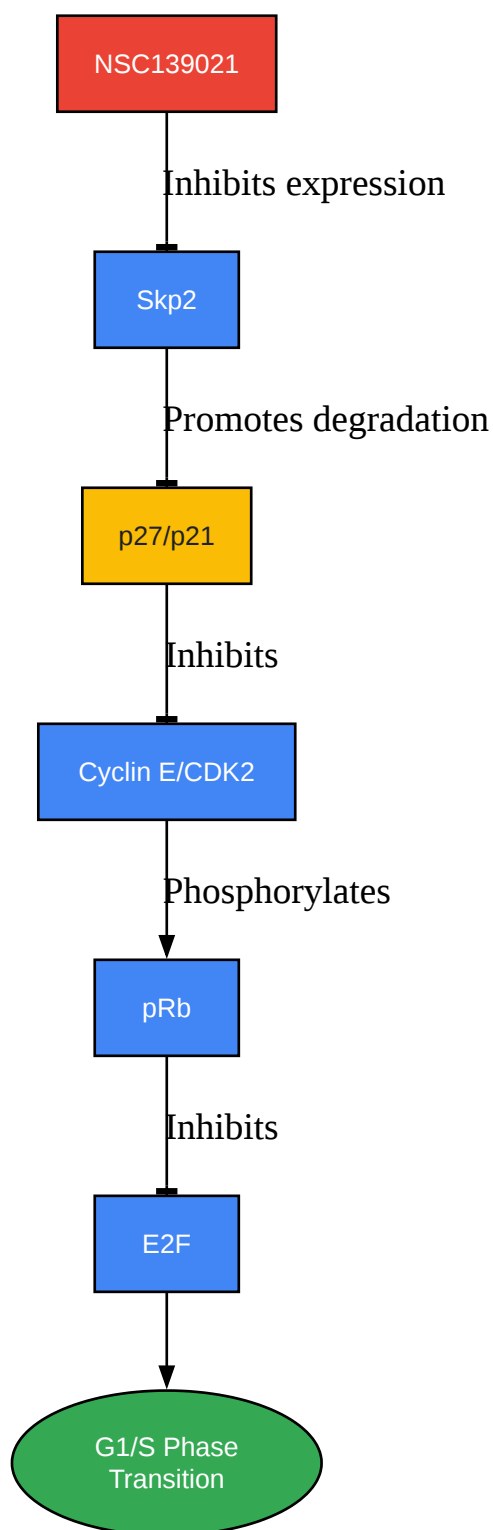 NSC139021
Inhibits expression
Skp2
Promotes degradation
p27/p21
Inhibits
Cyclin E/CDK2
Phosphorylates
pRb
Inhibits
E2F
G1/S Phase
Transition